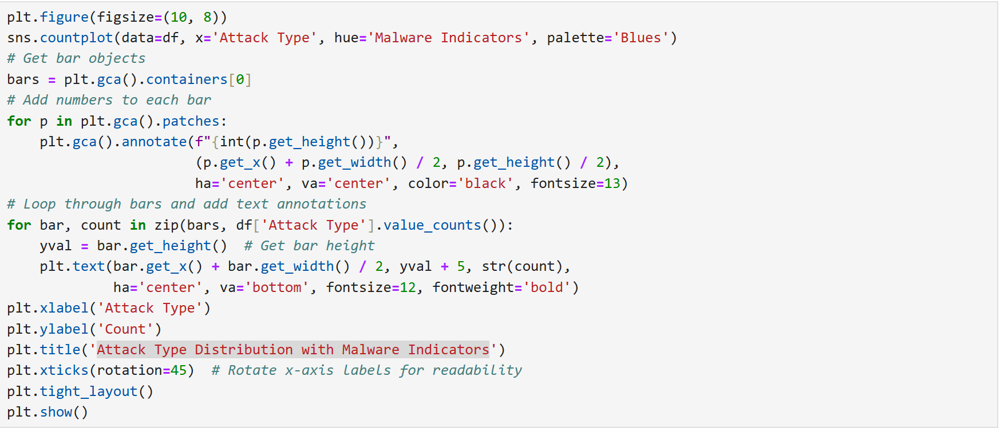 plt.figure(figsize=(10, 8))
sns.countplot(data=df, x='Attack Type', hue='Malware Indicators', palette='Blues')
# Get bar objects
bars = plt.gca().containers[0]
# Add numbers to each bar
for p in plt.gca().patches:
    plt.gca().annotate(f"{int(p.get_height())}",
                       (p.get_x() + p.get_width() / 2, p.get_height() / 2),
                       ha='center', va='center', color='black', fontsize=13)
# Loop through bars and add text annotations
for bar, count in zip(bars, df['Attack Type'].value_counts()):
    yval = bar.get_height()  # Get bar height
    plt.text(bar.get_x() + bar.get_width() / 2, yval + 5, str(count),
             ha='center', va='bottom', fontsize=12, fontweight='bold')
plt.xlabel('Attack Type')
plt.ylabel('Count')
plt.title('Attack Type Distribution with Malware Indicators')
plt.xticks(rotation=45)  # Rotate x-axis labels for readability
plt.tight_layout()
plt.show()